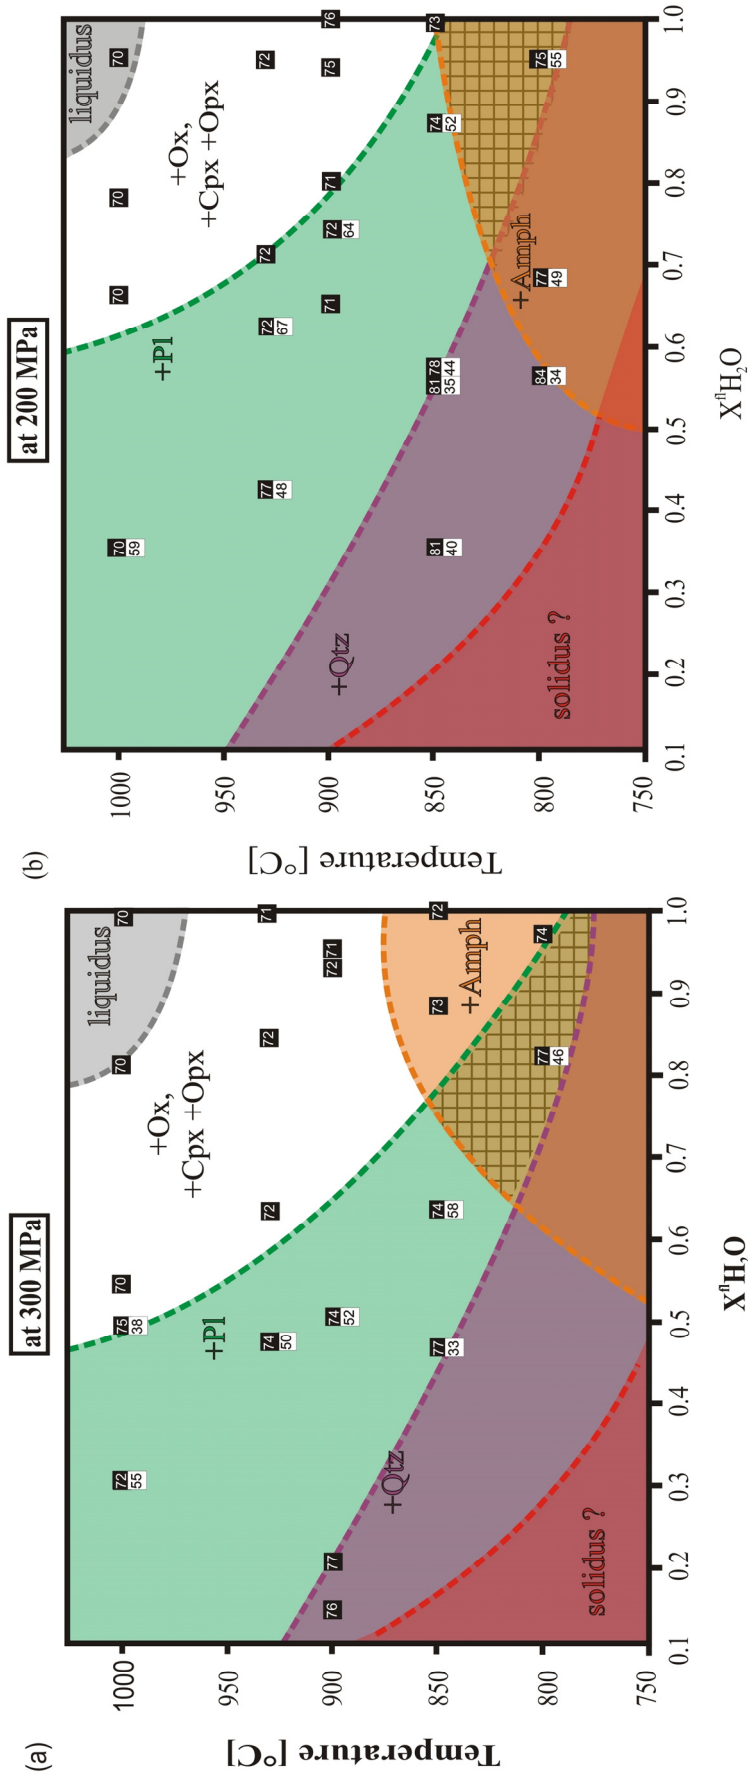 (a)
at 300 MPa
Temperature [°C]
1000
950
900
850
800
750
liquidus
+Ox,
+Cpx +Opx
+Pl
+Amph
+Qtz
solidus ?
72
55
75
38
70
70
70
74
50
72
72
71
76
77
74
52
72 71
77
33
74
58
73
72
77
46
74
0.1 0.2 0.3 0.4 0.5 0.6 0.7 0.8 0.9 1.0
XᶠˡH,O
(b)
at 200 MPa
Temperature [°C]
1000
950
900
850
800
750
liquidus
+Ox,
+Cpx +Opx
+Pl
+Qtz
+Amph
solidus ?
70
59
70
70
70
77
48
72
67
72
72
71
72
64
71
75
76
81
40
81 78
35 44
74
52
73
84
34
77
49
75
55
0.1 0.2 0.3 0.4 0.5 0.6 0.7 0.8 0.9 1.0
XᶠˡH₂O